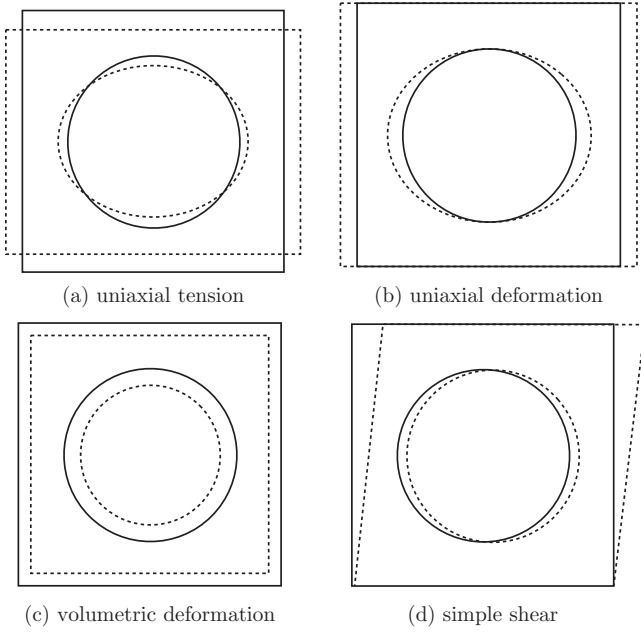 (a) uniaxial tension
(b) uniaxial deformation
(c) volumetric deformation
(d) simple shear